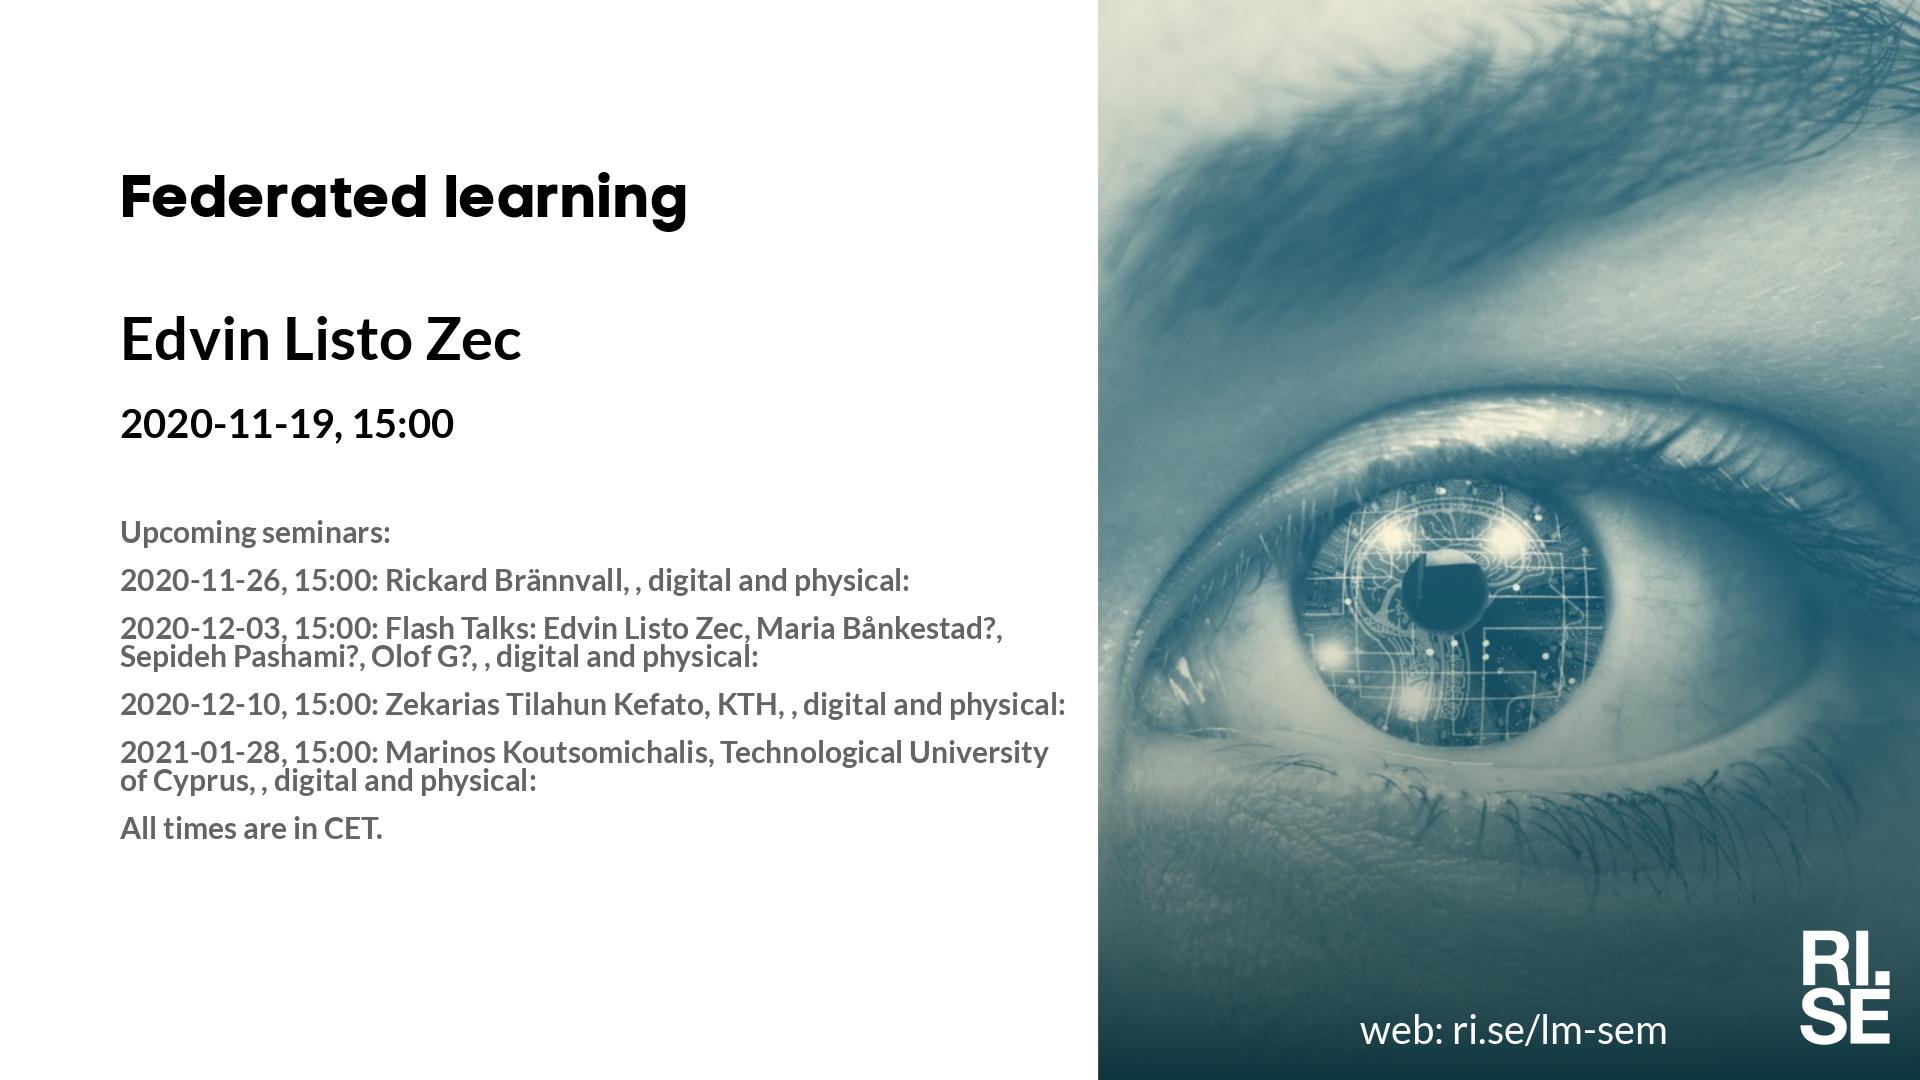 Federated learning
Edvin Listo Zec
2020-11-19, 15:00
Upcoming seminars:
2020-11-26, 15:00: Rickard Brännvall, , digital and physical:
2020-12-03, 15:00: Flash Talks: Edvin Listo Zec, Maria Bånkestad?,
Sepideh Pashami?, Olof G?, , digital and physical:
2020-12-10, 15:00: Zekarias Tilahun Kefato, KTH, , digital and physical:
2021-01-28, 15:00: Marinos Koutsomichalis, Technological University
of Cyprus, , digital and physical:
All times are in CET.
web: ri.se/lm-sem
RI.
SE